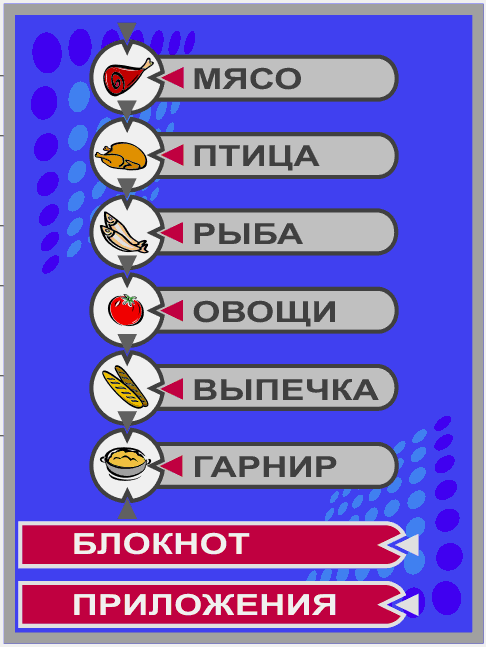 МЯСО
ПТИЦА
РЫБА
ОВОЩИ
ВЫПЕЧКА
ГАРНИР
БЛОКНОТ
ПРИЛОЖЕНИЯ